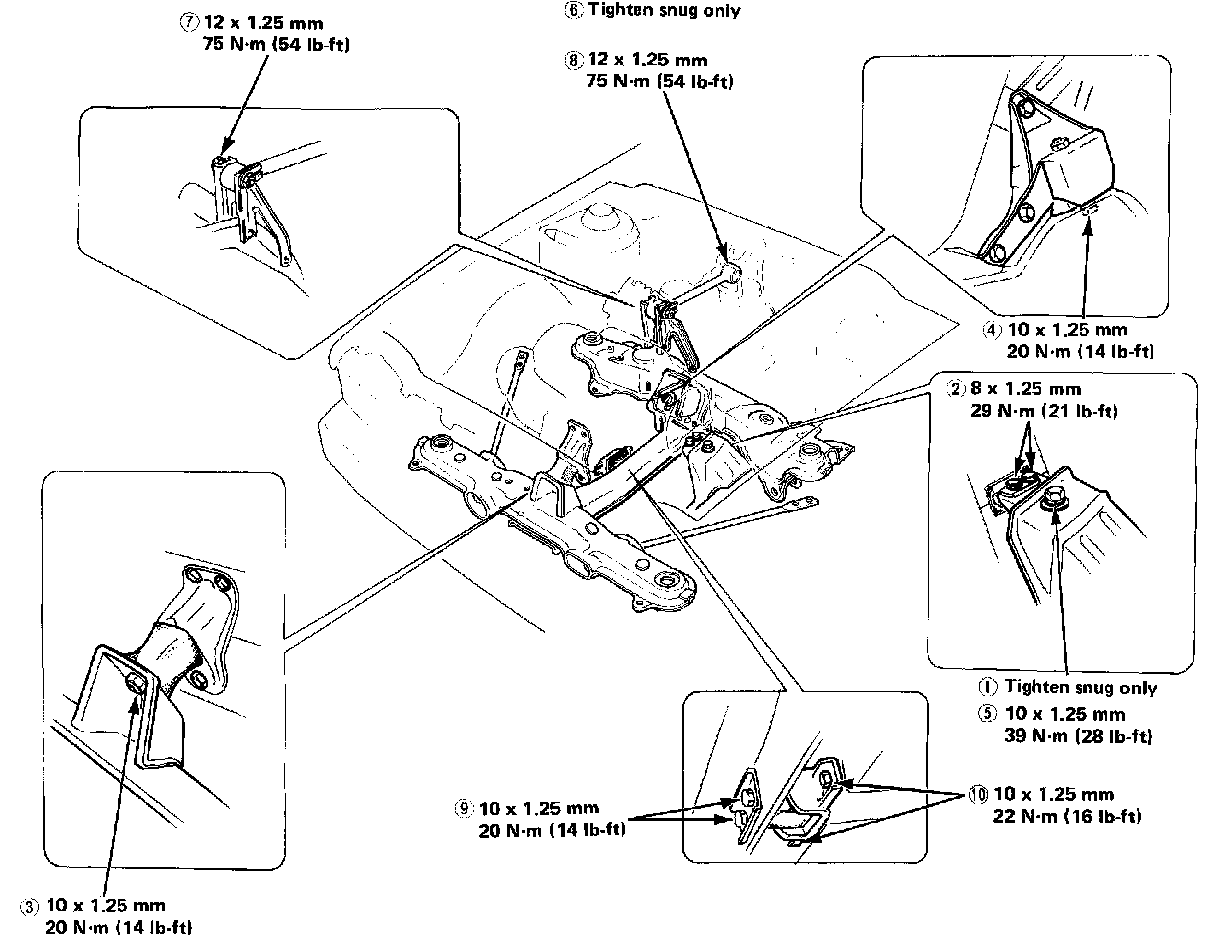 ⑦ 12 x 1.25 mm
75 N·m (54 lb-ft)
⑥ Tighten snug only
⑧ 12 x 1.25 mm
75 N·m (54 lb-ft)
④ 10 x 1.25 mm
20 N·m (14 lb-ft)
② 8 x 1.25 mm
29 N·m (21 lb-ft)
① Tighten snug only
⑤ 10 x 1.25 mm
39 N·m (28 lb-ft)
⑨ 10 x 1.25 mm
20 N·m (14 lb-ft)
⑩ 10 x 1.25 mm
22 N·m (16 lb-ft)
③ 10 x 1.25 mm
20 N·m (14 lb-ft)